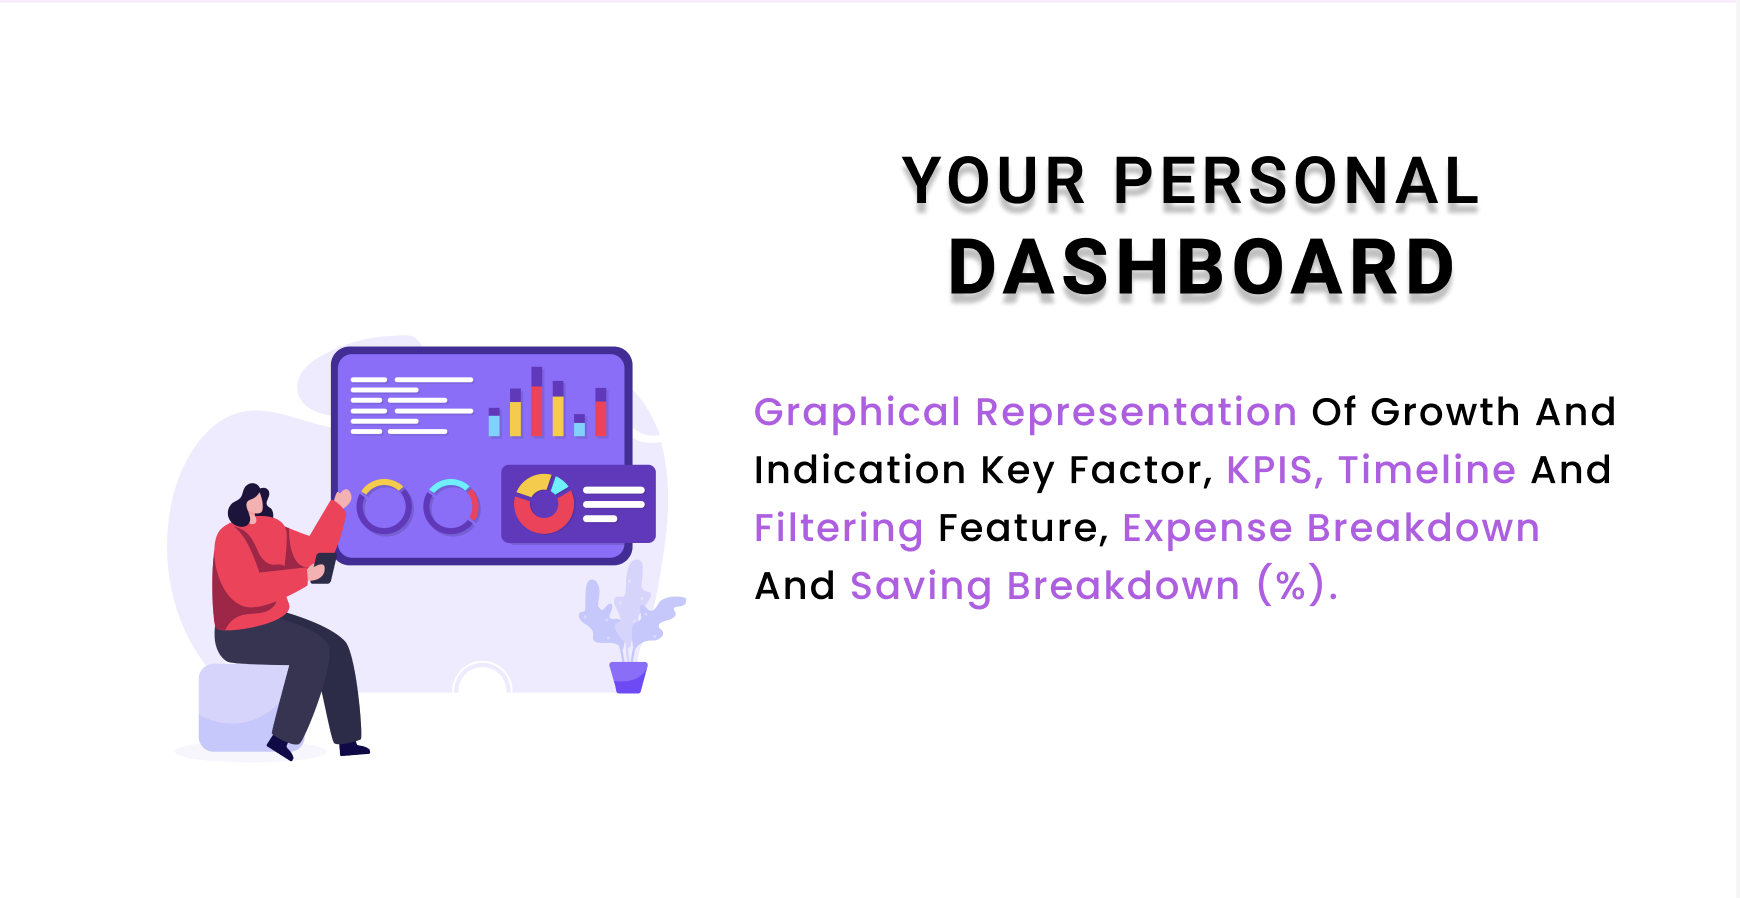 YOUR PERSONAL
DASHBOARD
Graphical Representation Of Growth And
Indication Key Factor, KPIS, Timeline And
Filtering Feature, Expense Breakdown
And Saving Breakdown (%).